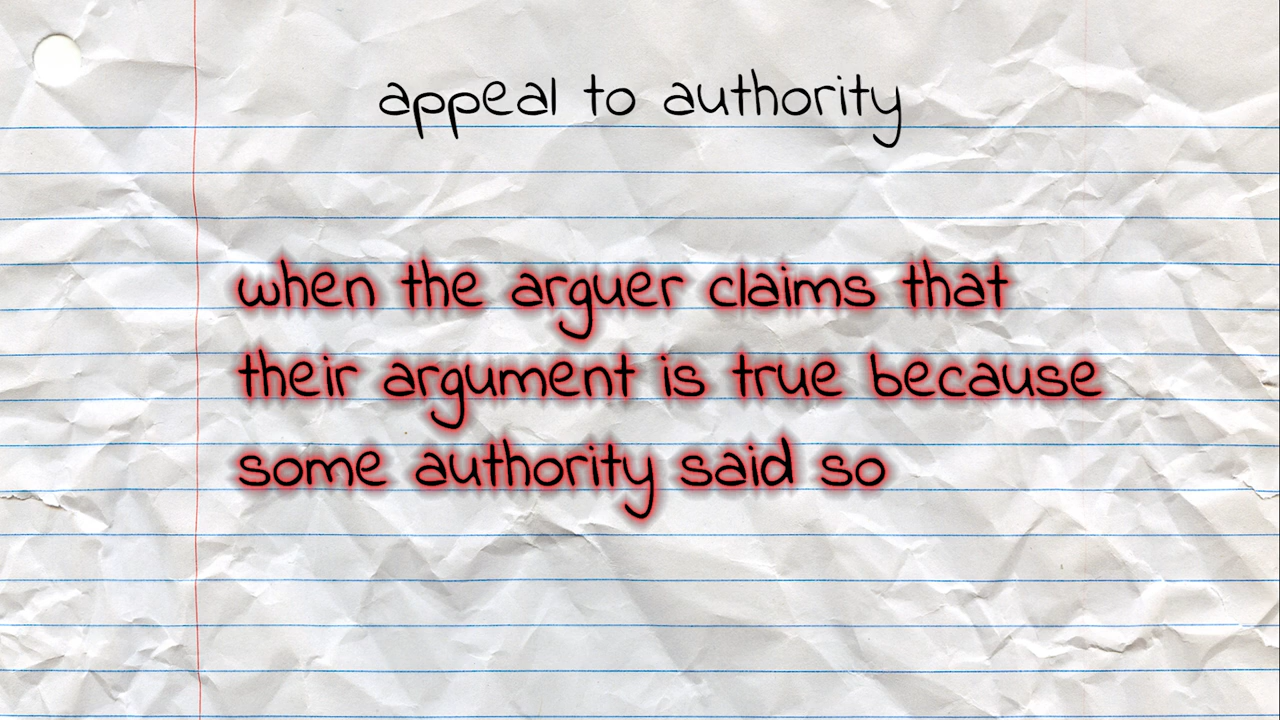 appeal to authority
when the arguer claims that
their argument is true because
some authority said so